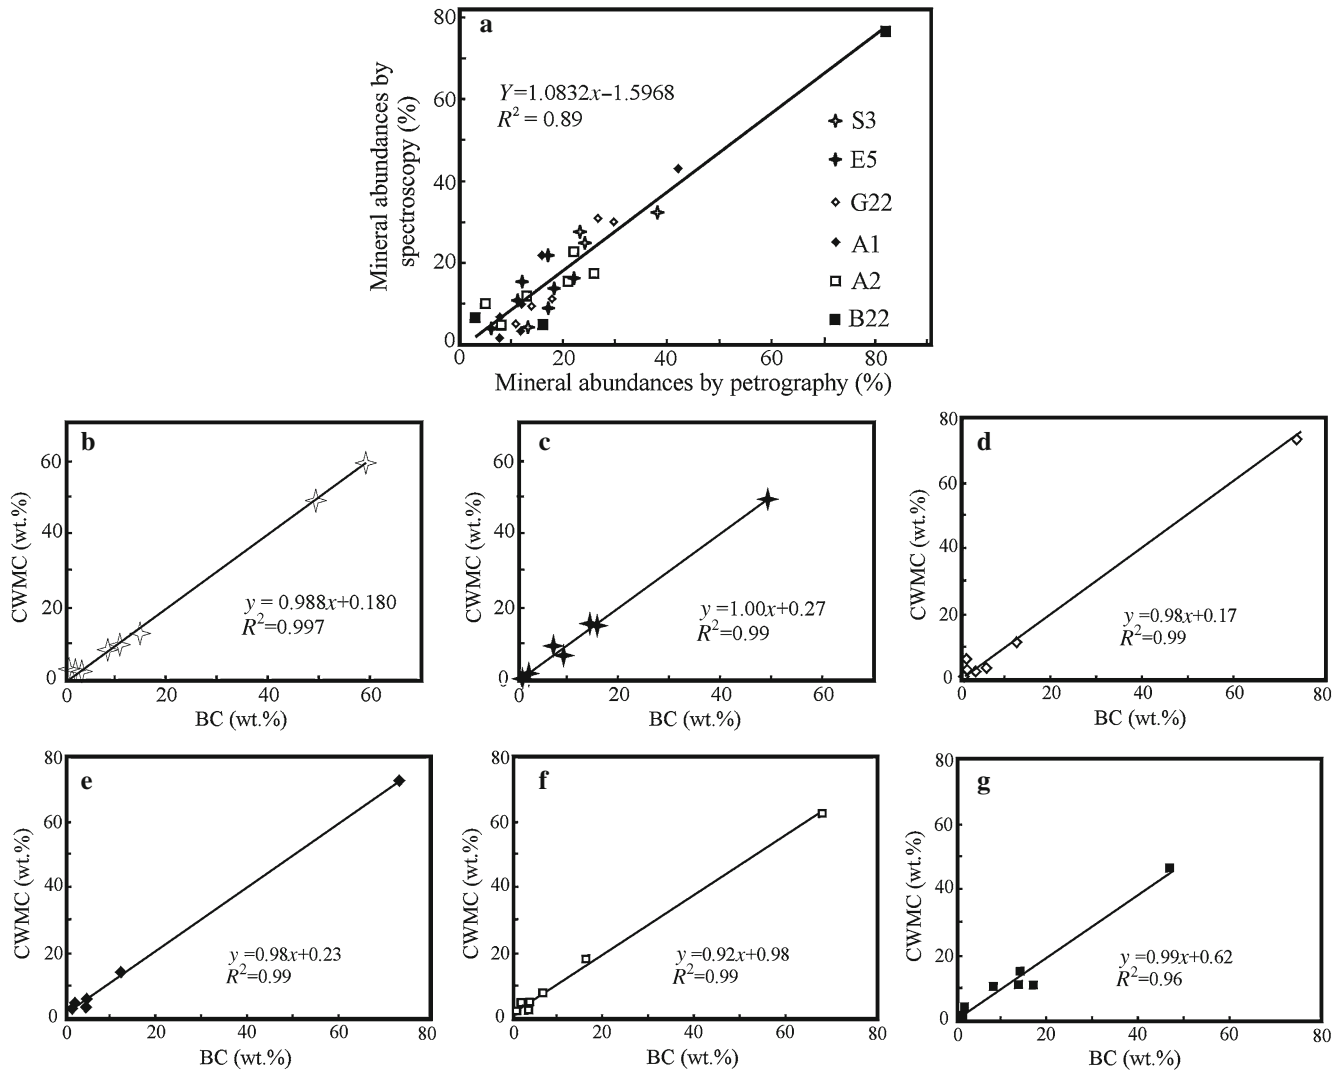 a
80
60
40
20
0
Mineral abundances by
spectroscopy (%)
Y=1.0832x−1.5968
R² = 0.89
S3
E5
G22
A1
A2
B22
0 20 40 60 80
Mineral abundances by petrography (%)
b
60
40
20
0
CWMC (wt.%)
y = 0.988x+0.180
R²=0.997
0 20 40 60
BC (wt.%)
c
60
40
20
0
CWMC (wt.%)
y =1.00x+0.27
R²=0.99
0 20 40 60
BC (wt.%)
d
80
60
40
20
0
CWMC (wt.%)
y=0.98x+0.17
R²=0.99
0 20 40 60 80
BC (wt.%)
e
80
60
40
20
0
CWMC (wt.%)
y=0.98x+0.23
R²=0.99
0 20 40 60 80
BC (wt.%)
f
80
60
40
20
0
CWMC (wt.%)
y=0.92x+0.98
R²=0.99
0 20 40 60 80
BC (wt.%)
g
80
60
40
20
0
CWMC (wt.%)
y=0.99x+0.62
R²=0.96
0 20 40 60 80
BC (wt.%)